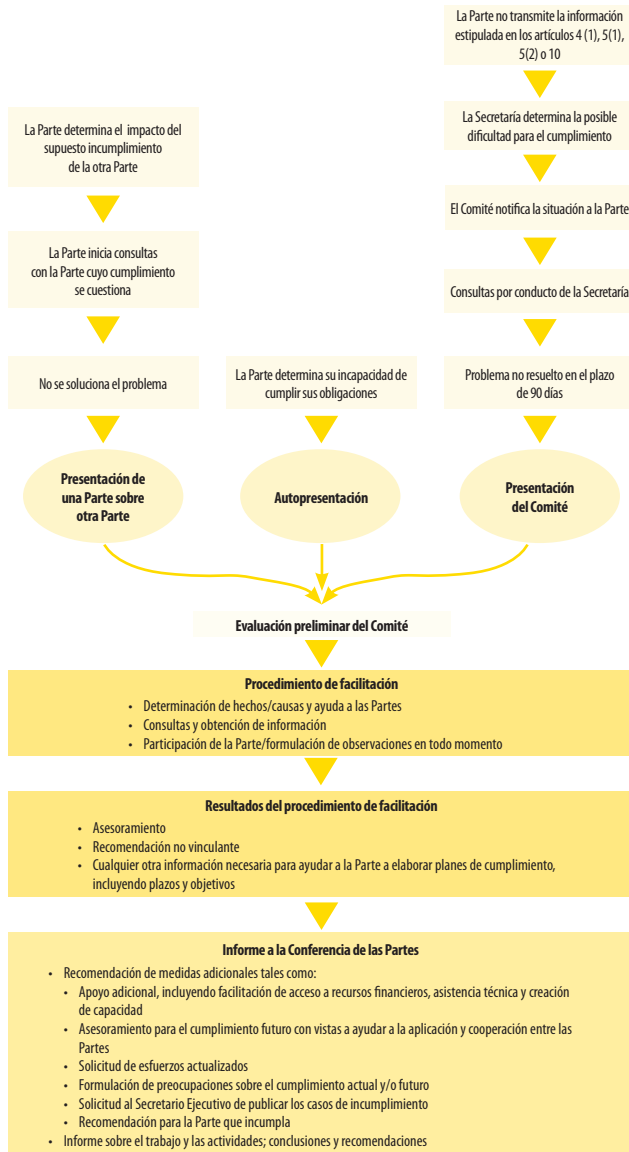 La Parte determina el impacto del
supuesto incumplimiento
de la otra Parte
La Parte inicia consultas
con la Parte cuyo cumplimiento
se cuestiona
No se soluciona el problema
Presentación de
una Parte sobre
otra Parte
La Parte determina su incapacidad de
cumplir sus obligaciones
Autopresentación
La Parte no transmite la información
estipulada en los artículos 4 (1), 5(1),
5(2) o 10
La Secretaría determina la posible
dificultad para el cumplimiento
El Comité notifica la situación a la Parte
Consultas por conducto de la Secretaría
Problema no resuelto en el plazo
de 90 días
Presentación
del Comité
Evaluación preliminar del Comité
Procedimiento de facilitación
• Determinación de hechos/causas y ayuda a las Partes
• Consultas y obtención de información
• Participación de la Parte/formulación de observaciones en todo momento
Resultados del procedimiento de facilitación
• Asesoramiento
• Recomendación no vinculante
• Cualquier otra información necesaria para ayudar a la Parte a elaborar planes de cumplimiento,
incluyendo plazos y objetivos
Informe a la Conferencia de las Partes
• Recomendación de medidas adicionales tales como:
• Apoyo adicional, incluyendo facilitación de acceso a recursos financieros, asistencia técnica y creación
de capacidad
• Asesoramiento para el cumplimiento futuro con vistas a ayudar a la aplicación y cooperación entre las
Partes
• Solicitud de esfuerzos actualizados
• Formulación de preocupaciones sobre el cumplimiento actual y/o futuro
• Solicitud al Secretario Ejecutivo de publicar los casos de incumplimiento
• Recomendación para la Parte que incumpla
• Informe sobre el trabajo y las actividades; conclusiones y recomendaciones